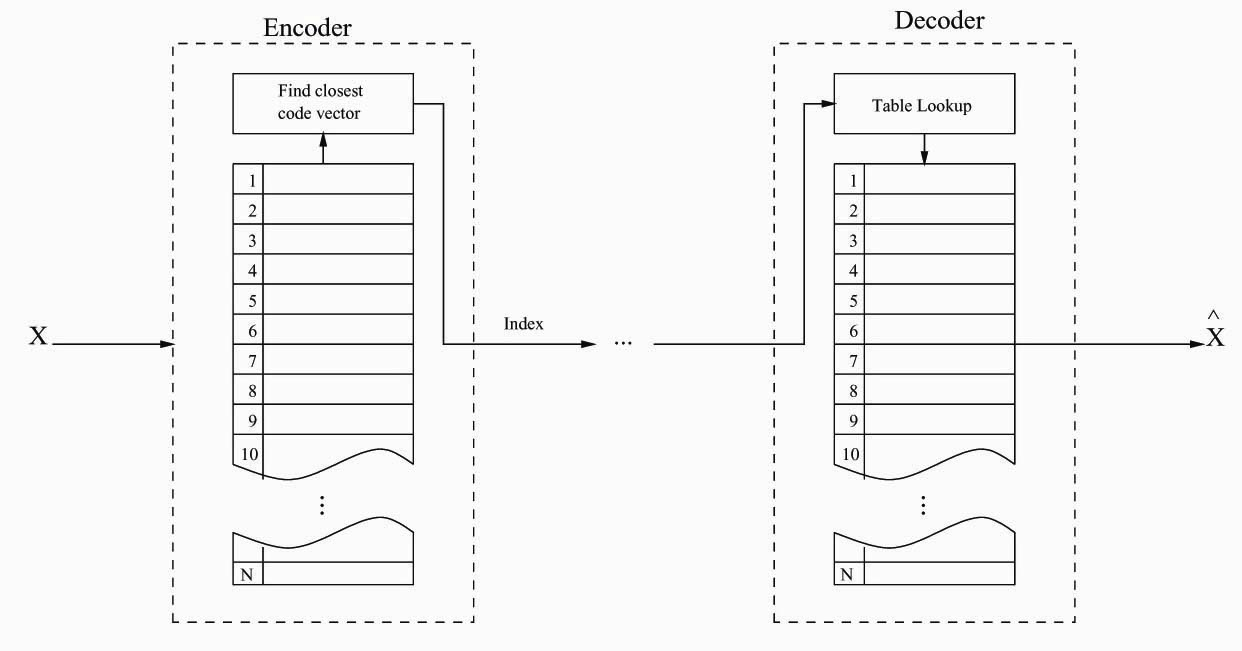 Encoder
Find closest
code vector
1
2
3
4
5
6
7
8
9
10
⋮
N
X
Index
...
Decoder
Table Lookup
1
2
3
4
5
6
7
8
9
10
⋮
N
^
X